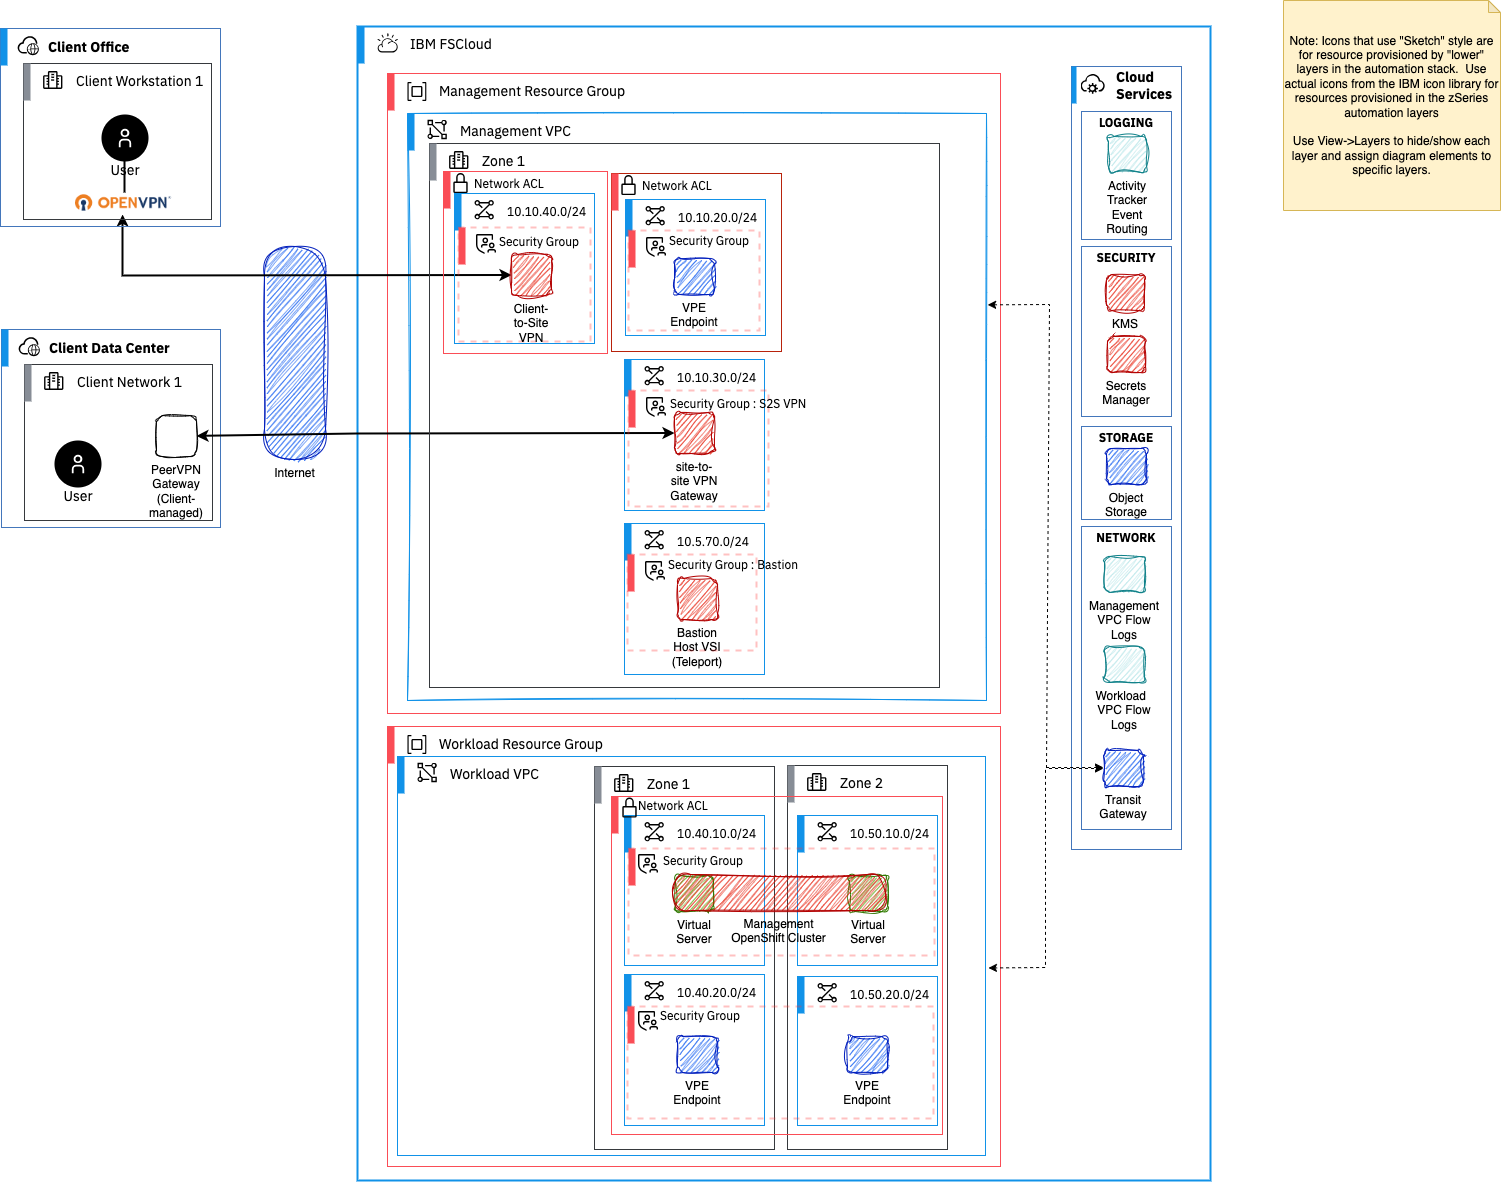 Client Office
Client Workstation 1
User
OPENVPN
Client Data Center
Client Network 1
User
PeerVPN
Gateway
(Client-
managed)
Internet
IBM FSCloud
Management Resource Group
Management VPC
Zone 1
Network ACL
10.10.40.0/24
Security Group
Client-
to-Site
VPN
Network ACL
10.10.20.0/24
Security Group
VPE
Endpoint
10.10.30.0/24
Security Group : S2S VPN
site-to-
site VPN
Gateway
10.5.70.0/24
Security Group : Bastion
Bastion
Host VSI
(Teleport)
Workload Resource Group
Workload VPC
Zone 1
Zone 2
Network ACL
10.40.10.0/24
10.50.10.0/24
Security Group
Virtual
Server
Management
OpenShift Cluster
Virtual
Server
10.40.20.0/24
10.50.20.0/24
Security Group
VPE
Endpoint
VPE
Endpoint
Cloud
Services
LOGGING
Activity
Tracker
Event
Routing
SECURITY
KMS
Secrets
Manager
STORAGE
Object
Storage
NETWORK
Management
VPC Flow
Logs
Workload
VPC Flow
Logs
Transit
Gateway
Note: Icons that use "Sketch" style are
for resource provisioned by "lower"
layers in the automation stack. Use
actual icons from the IBM icon library for
resources provisioned in the zSeries
automation layers
Use View->Layers to hide/show each
layer and assign diagram elements to
specific layers.